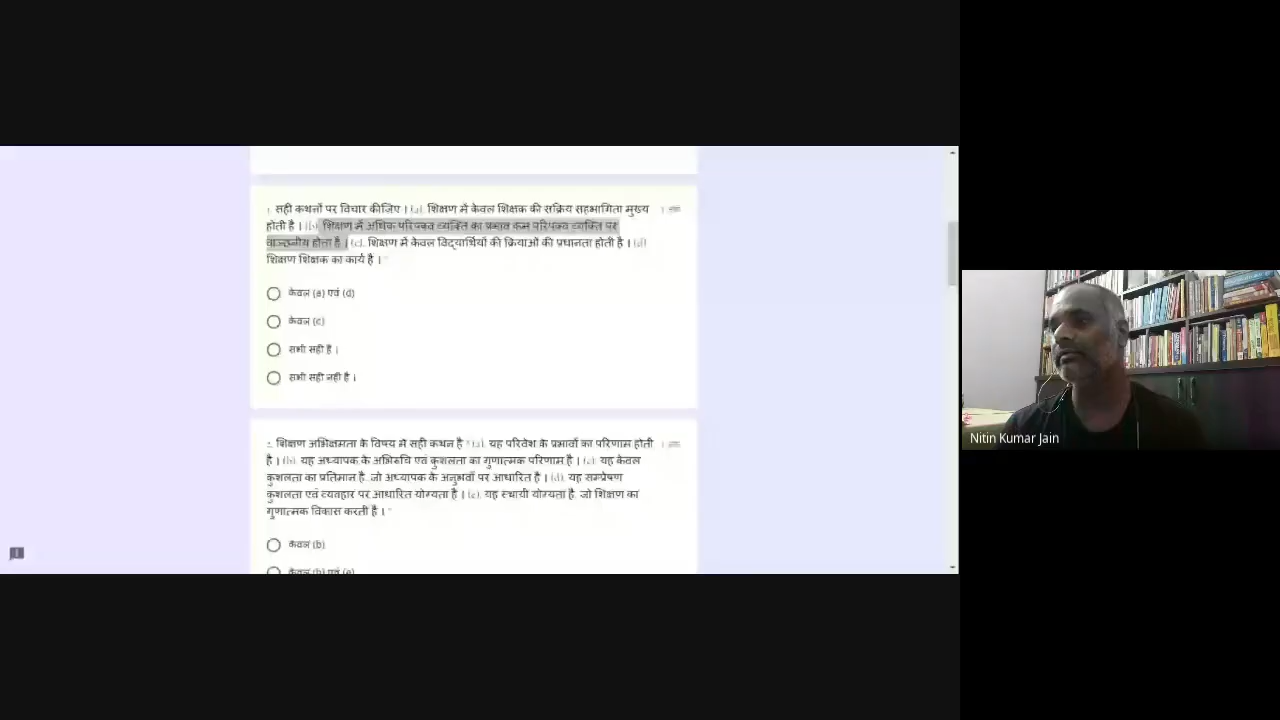 1. सही कथनों पर विचार कीजिए । (a). शिक्षण में केवल शिक्षक की सक्रिय सहभागिता मुख्य
होती है । (b). शिक्षण में अधिक परिपक्व व्यक्ति का प्रभाव कम परिपक्व व्यक्ति पर
होता है । (c). शिक्षण में केवल विद्यार्थियों की क्रियाओं की प्रधानता होती है । (d)
शिक्षण शिक्षक का कार्य है । *
केवल (a) एवं (d)
केवल (c)
सभी सही है ।
सभी सही नहीं है ।
2. शिक्षण अभिक्षमता के विषय में सही कथन है * (a). यह परिवेश के प्रभावों का परिणाम होती
है । (b). यह अध्यापक के अभिरुचि एवं कुशलता का गुणात्मक परिणाम है । (c). यह केवल
कुशलता का प्रतिमान है. जो अध्यापक के अनुभवों पर आधारित है । (d). यह सम्प्रेषण
कुशलता एवं व्यवहार पर आधारित योग्यता है । (e). यह स्थायी योग्यता है. जो शिक्षण का
गुणात्मक विकास करती है । *
केवल (b)
Nitin Kumar Jain